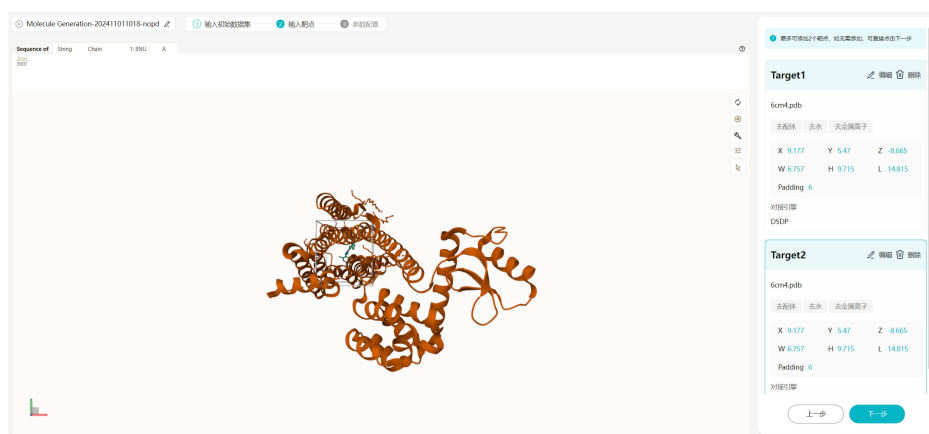 Molecule Generation-202411011018-nopd
1 输入初始数据集
2 输入靶点
3 参数配置
Sequence of String Chain 1: 8NU A
8NU
最多可添加2个靶点，如无需添加，可直接点击下一步
Target1 编辑 删除
6cm4.pdb
去配体 去水 去金属离子
X 9.177 Y 5.47 Z -8.665
W 6.757 H 9.715 L 14.815
Padding 6
对接引擎
DSDP
Target2 编辑 删除
6cm4.pdb
去配体 去水 去金属离子
X 9.177 Y 5.47 Z -8.665
W 6.757 H 9.715 L 14.815
Padding 6
对接引擎
上一步 下一步